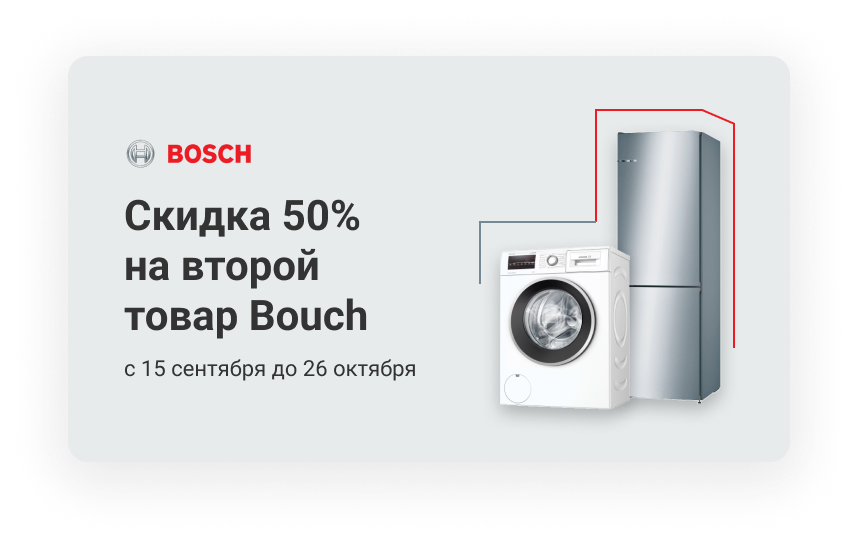 BOSCH
Скидка 50%
на второй
товар Bouch
с 15 сентября до 26 октября